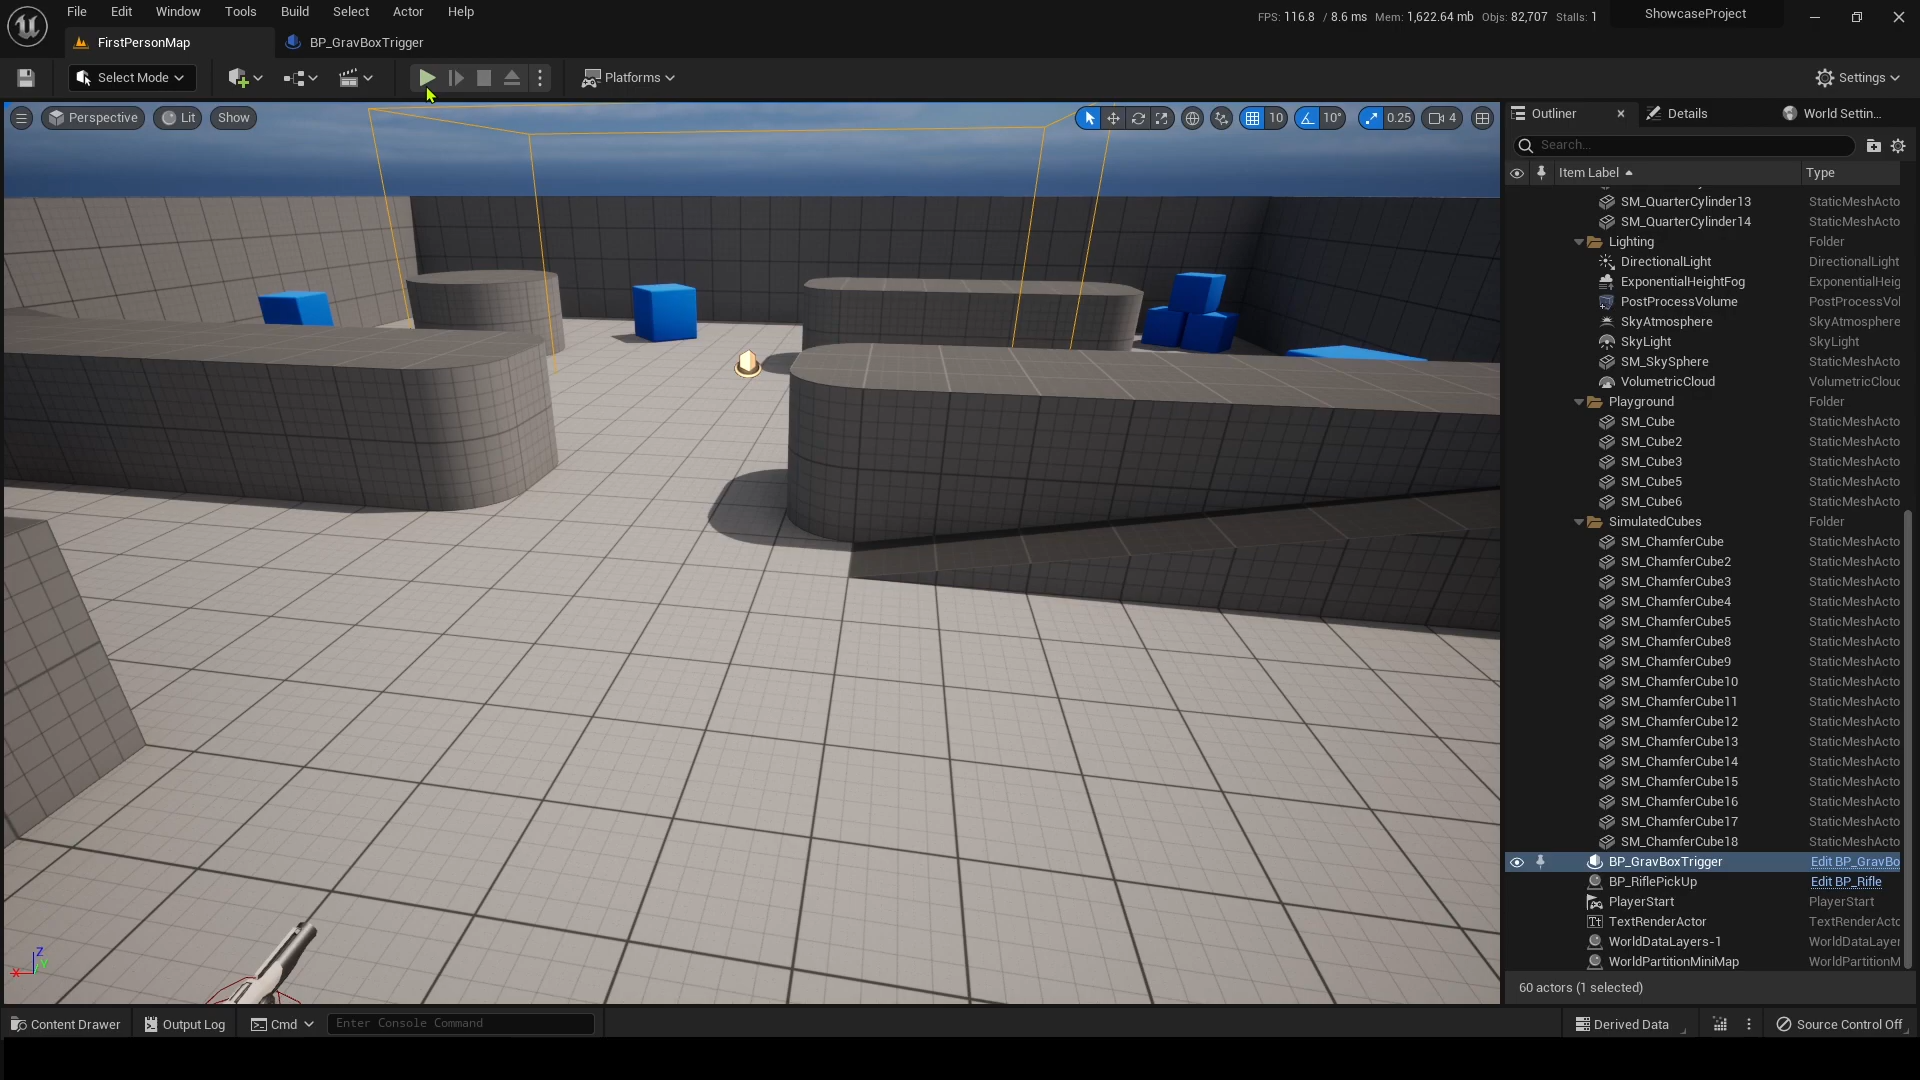 File Edit Window Tools Build Select Actor Help
FPS: 116.8 / 8.6 ms Mem: 1,622.64 mb Objs: 82,707 Stalls: 1
ShowcaseProject
FirstPersonMap
BP_GravBoxTrigger
Select Mode
Platforms
Settings
Perspective
Lit
Show
10
10°
0.25
4
Outliner
Details
World Settin...
Search...
Item Label
Type
SM_QuarterCylinder13 StaticMeshActo
SM_QuarterCylinder14 StaticMeshActo
Lighting Folder
DirectionalLight DirectionalLight
ExponentialHeightFog ExponentialHeig
PostProcessVolume PostProcessVol
SkyAtmosphere SkyAtmosphere
SkyLight SkyLight
SM_SkySphere StaticMeshActo
VolumetricCloud VolumetricClouc
Playground Folder
SM_Cube StaticMeshActo
SM_Cube2 StaticMeshActo
SM_Cube3 StaticMeshActo
SM_Cube5 StaticMeshActo
SM_Cube6 StaticMeshActo
SimulatedCubes Folder
SM_ChamferCube StaticMeshActo
SM_ChamferCube2 StaticMeshActo
SM_ChamferCube3 StaticMeshActo
SM_ChamferCube4 StaticMeshActo
SM_ChamferCube5 StaticMeshActo
SM_ChamferCube8 StaticMeshActo
SM_ChamferCube9 StaticMeshActo
SM_ChamferCube10 StaticMeshActo
SM_ChamferCube11 StaticMeshActo
SM_ChamferCube12 StaticMeshActo
SM_ChamferCube13 StaticMeshActo
SM_ChamferCube14 StaticMeshActo
SM_ChamferCube15 StaticMeshActo
SM_ChamferCube16 StaticMeshActo
SM_ChamferCube17 StaticMeshActo
SM_ChamferCube18 StaticMeshActo
BP_GravBoxTrigger Edit BP_GravBo
BP_RiflePickUp Edit BP_Rifle
PlayerStart PlayerStart
TextRenderActor TextRenderActc
WorldDataLayers-1 WorldDataLayer
WorldPartitionMiniMap WorldPartitionM
60 actors (1 selected)
Z
X
Y
Content Drawer
Output Log
Cmd
Enter Console Command
Derived Data
Source Control Off